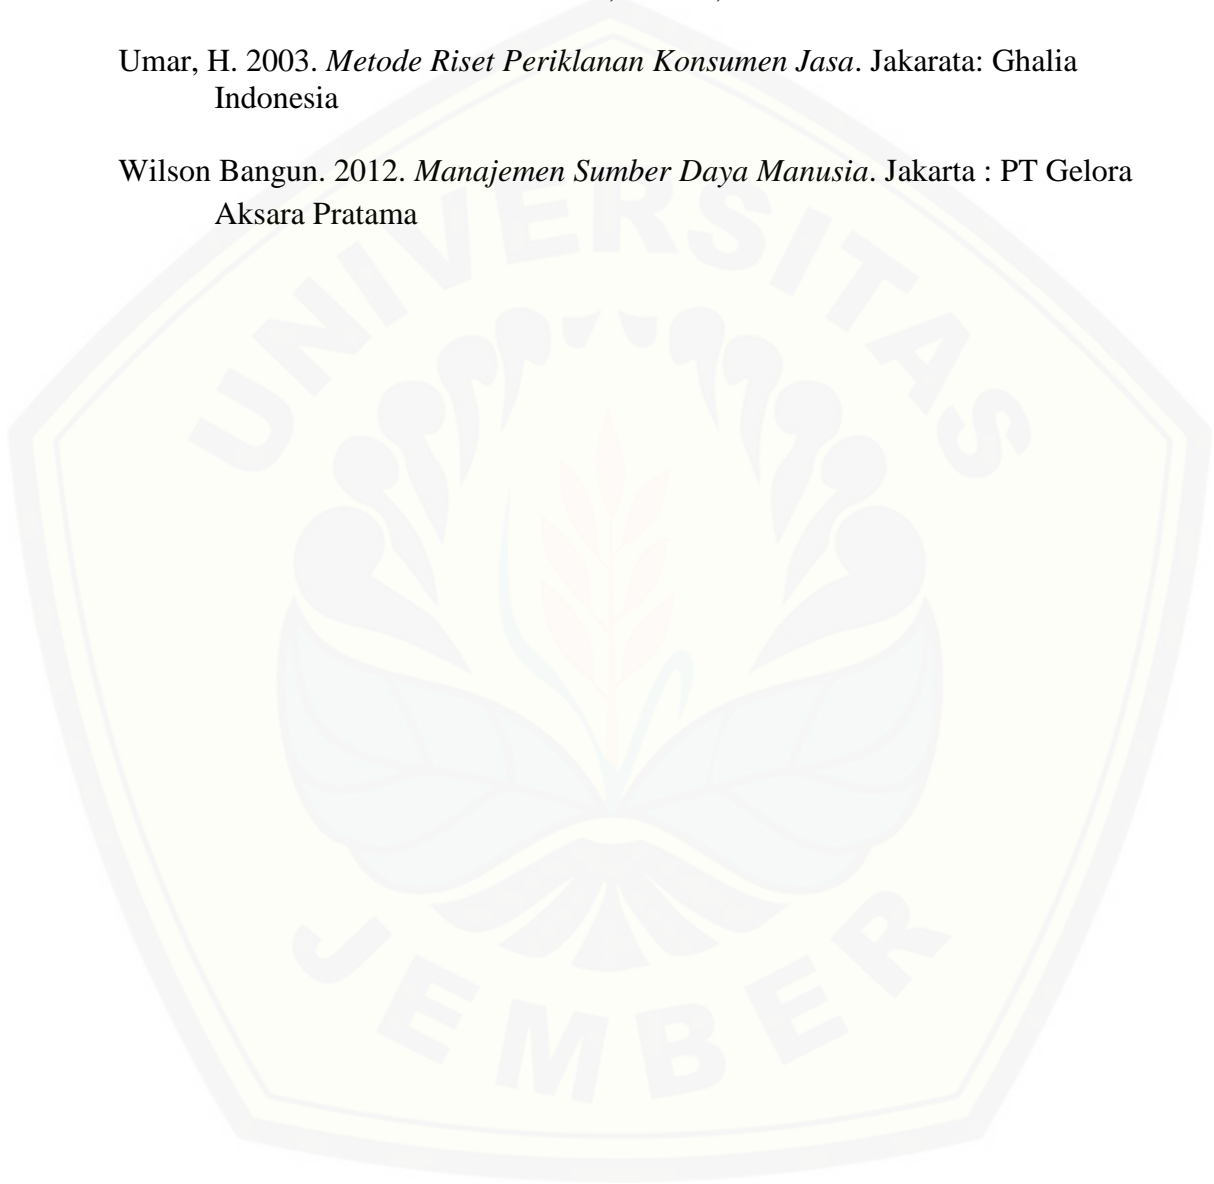 Umar, H. 2003. Metode Riset Periklanan Konsumen Jasa. Jakarata: Ghalia
Indonesia
Wilson Bangun. 2012. Manajemen Sumber Daya Manusia. Jakarta : PT Gelora
Aksara Pratama
UNIVERSITAS
JEMBER